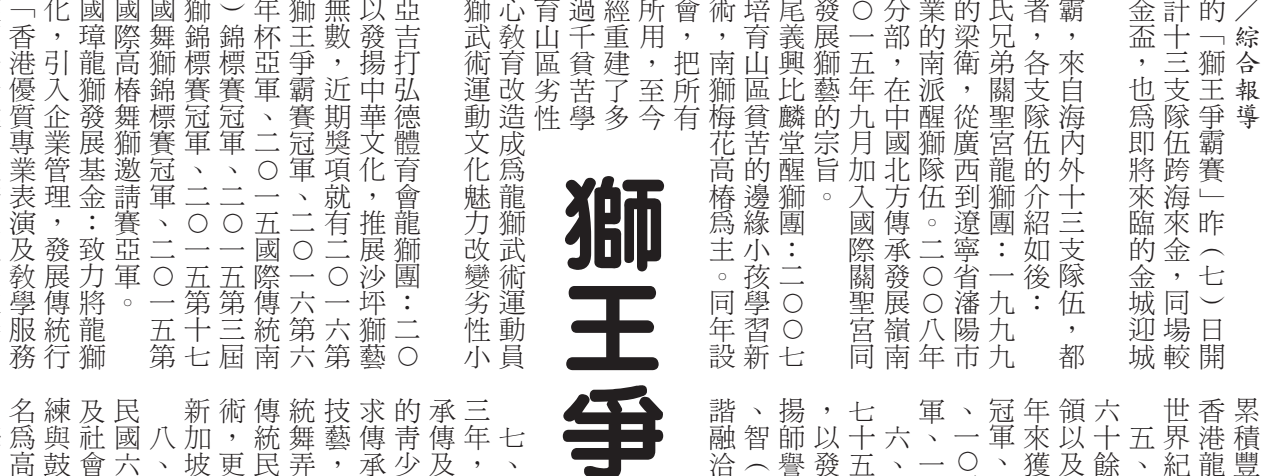 ／綜合報導
的「獅王爭霸賽」昨（七）日開
計十三支隊伍跨海來金，同場較
金盃，也爲即將來臨的金城迎城
霸，來自海內外十三支隊伍，都
者，各支隊伍的介紹如後：
氏兄弟關聖宮龍獅團：一九九九
的梁衛，從廣西到遼寧省瀋陽市
業的南派醒獅隊伍。二〇〇八年
分部，在中國北方傳承發展嶺南
〇一五年九月加入國際關聖宮同
發展獅藝的宗旨。
尾義興比麟堂醒獅團：二〇〇七
培育山區貧苦的邊緣小孩學習新
術，南獅梅花高樁爲主。同年設
會，把所有
所用，至今
經重建了多
過千貧苦學
育山區劣性
心教育改造成爲龍獅武術運動員
獅武術運動文化魅力改變劣性小
亞吉打弘德體育會龍獅團：二〇
以發揚中華文化，推展沙坪獅藝
無數，近期獎項就有二〇一六第
獅王爭霸賽冠軍、二〇一六第六
年杯亞軍、二〇一五國際傳統南
）錦標賽冠軍、二〇一五第三屆
獅錦標賽冠軍、二〇一五第十七
國舞獅錦標賽冠軍、二〇一五第
國際高樁舞獅邀請賽亞軍。
國璋龍獅發展基金：致力將龍獅
化，引入企業管理，發展傳統行
「香港優質專業表演及教學服務
獅王爭
累積豐
香港龍
世界紀
五、
六十餘
領以及
年來獲
冠軍、
、一〇
軍、一
六、
七十五
，以發
揚師譽
、智（
諧融洽
七、
三年，
承傳及
的青少
求傳承
技藝，
統舞弄
傳統民
術，更
新加坡
八、
民國六
及社會
練與鼓
名爲高